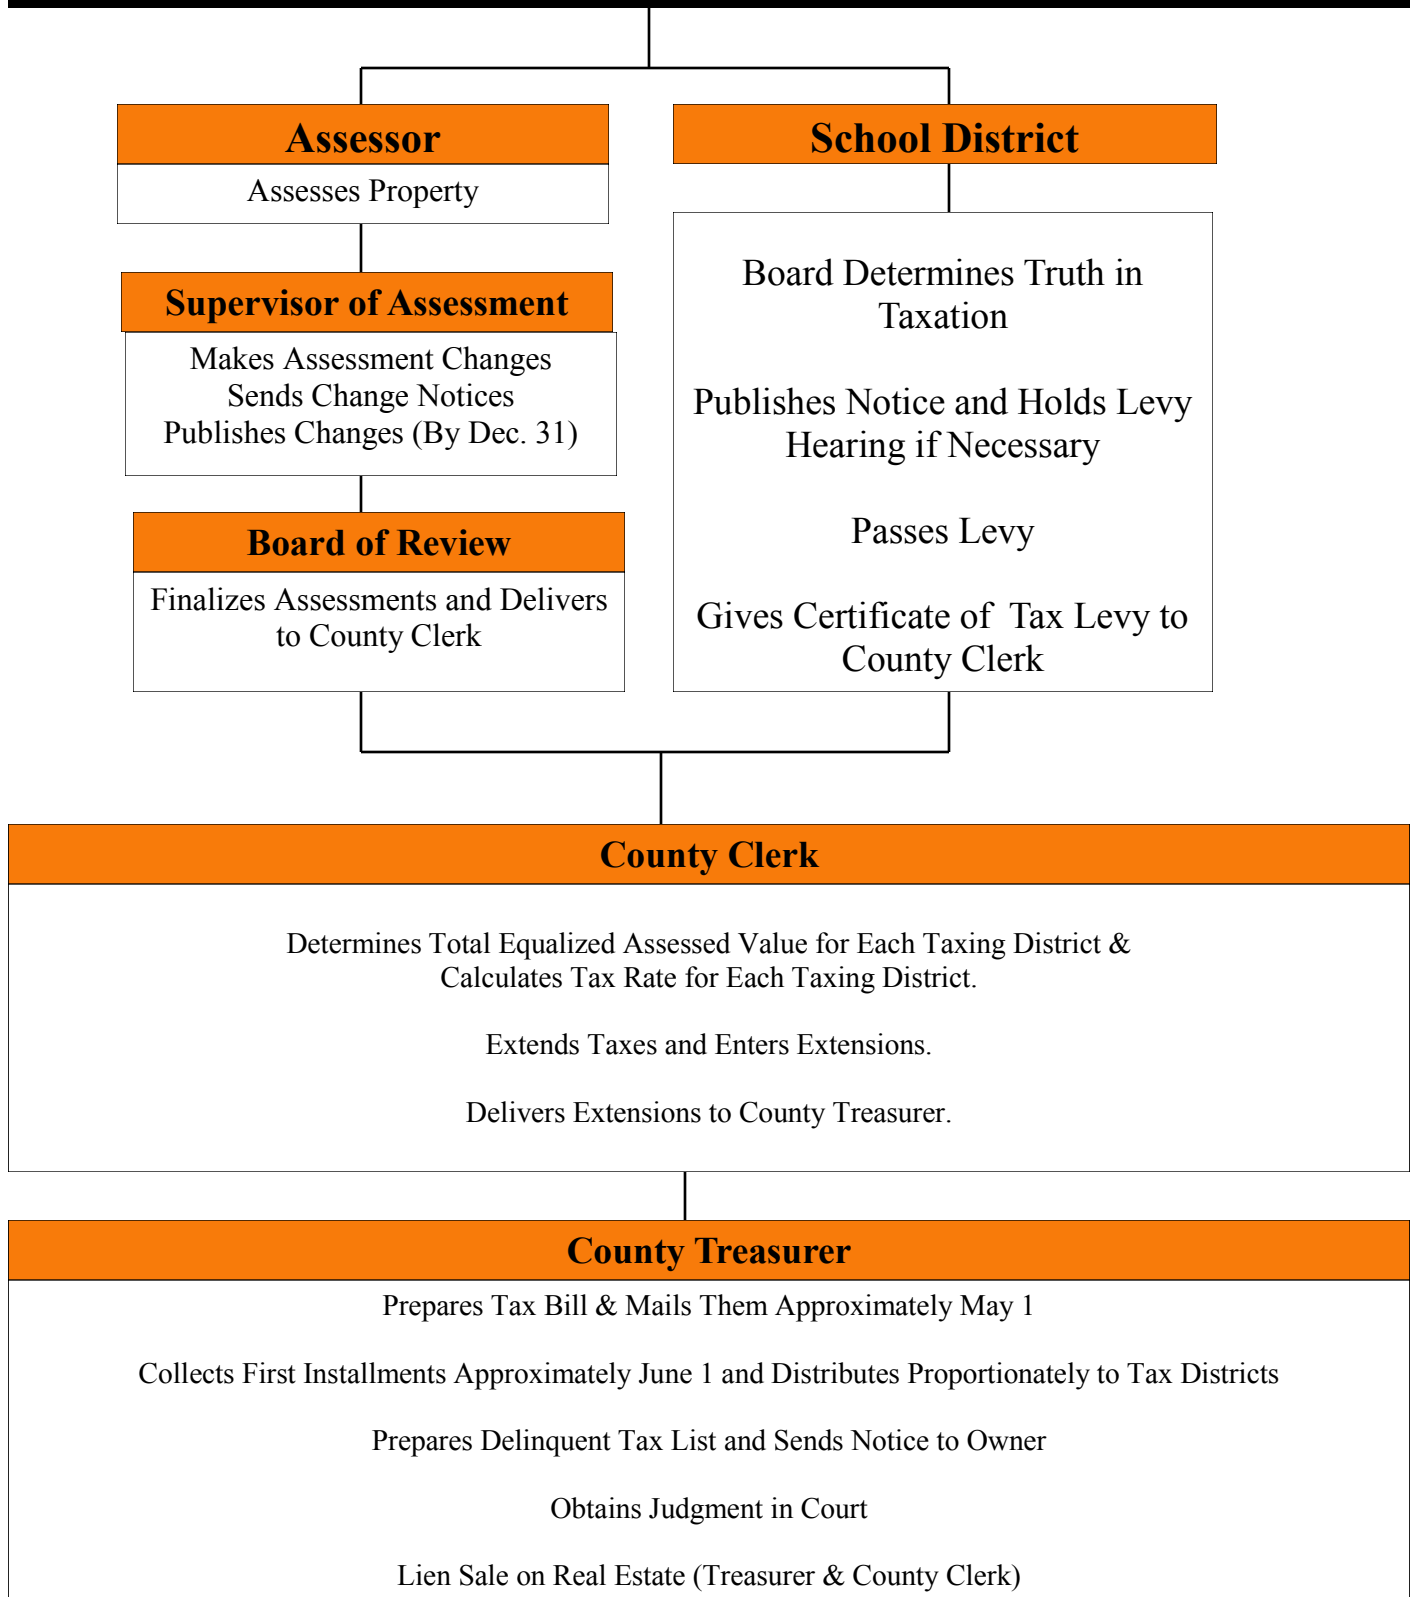 Assessor
Assesses Property
Supervisor of Assessment
Makes Assessment Changes
Sends Change Notices
Publishes Changes (By Dec. 31)
Board of Review
Finalizes Assessments and Delivers
to County Clerk
School District
Board Determines Truth in
Taxation
Publishes Notice and Holds Levy
Hearing if Necessary
Passes Levy
Gives Certificate of Tax Levy to
County Clerk
County Clerk
Determines Total Equalized Assessed Value for Each Taxing District &
Calculates Tax Rate for Each Taxing District.
Extends Taxes and Enters Extensions.
Delivers Extensions to County Treasurer.
County Treasurer
Prepares Tax Bill & Mails Them Approximately May 1
Collects First Installments Approximately June 1 and Distributes Proportionately to Tax Districts
Prepares Delinquent Tax List and Sends Notice to Owner
Obtains Judgment in Court
Lien Sale on Real Estate (Treasurer & County Clerk)